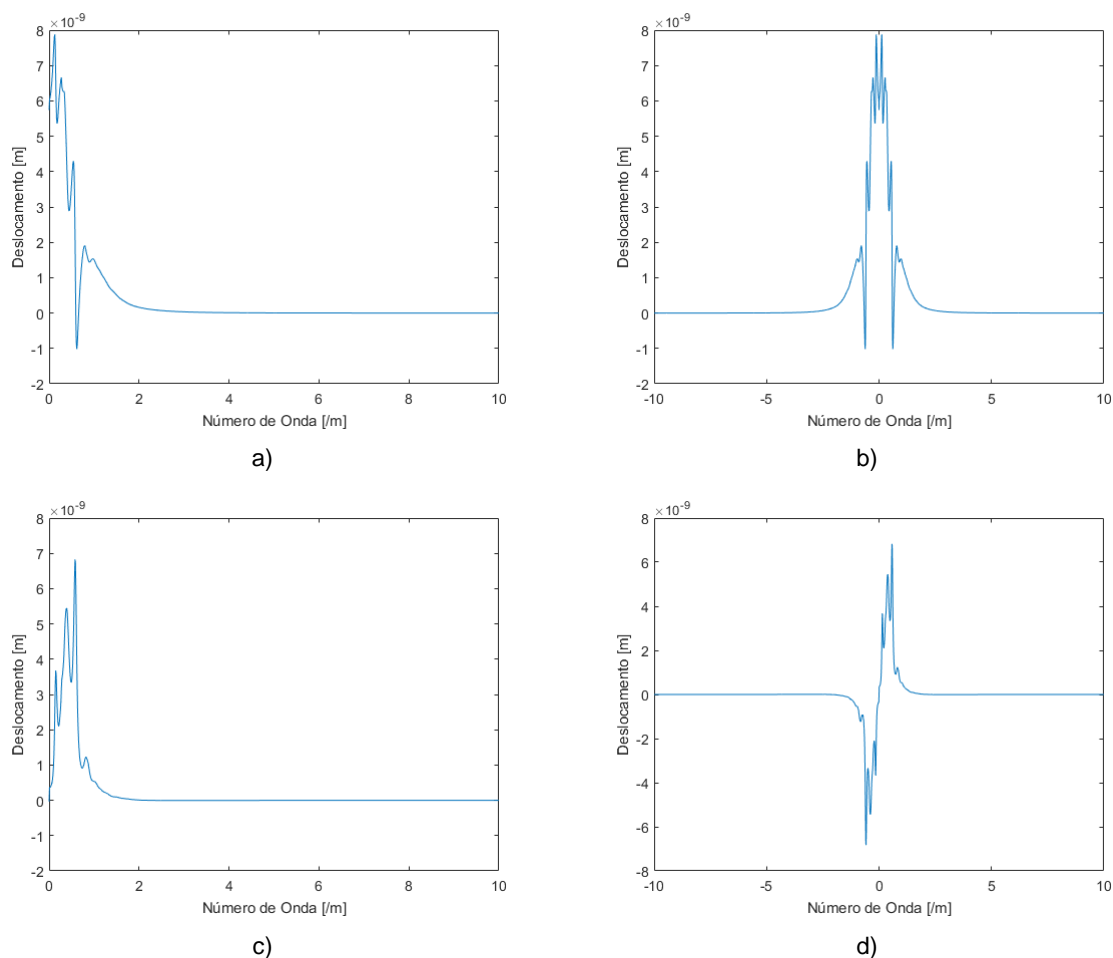 ×10⁻⁹
8
7
6
5
4
3
2
1
0
-1
-2
0 2 4 6 8 10
Deslocamento [m]
Número de Onda [/m]
a)
×10⁻⁹
8
7
6
5
4
3
2
1
0
-1
-2
-10 -5 0 5 10
Deslocamento [m]
Número de Onda [/m]
b)
×10⁻⁹
8
7
6
5
4
3
2
1
0
-1
-2
0 2 4 6 8 10
Deslocamento [m]
Número de Onda [/m]
c)
×10⁻⁹
8
6
4
2
0
-2
-4
-6
-8
-10 -5 0 5 10
Deslocamento [m]
Número de Onda [/m]
d)